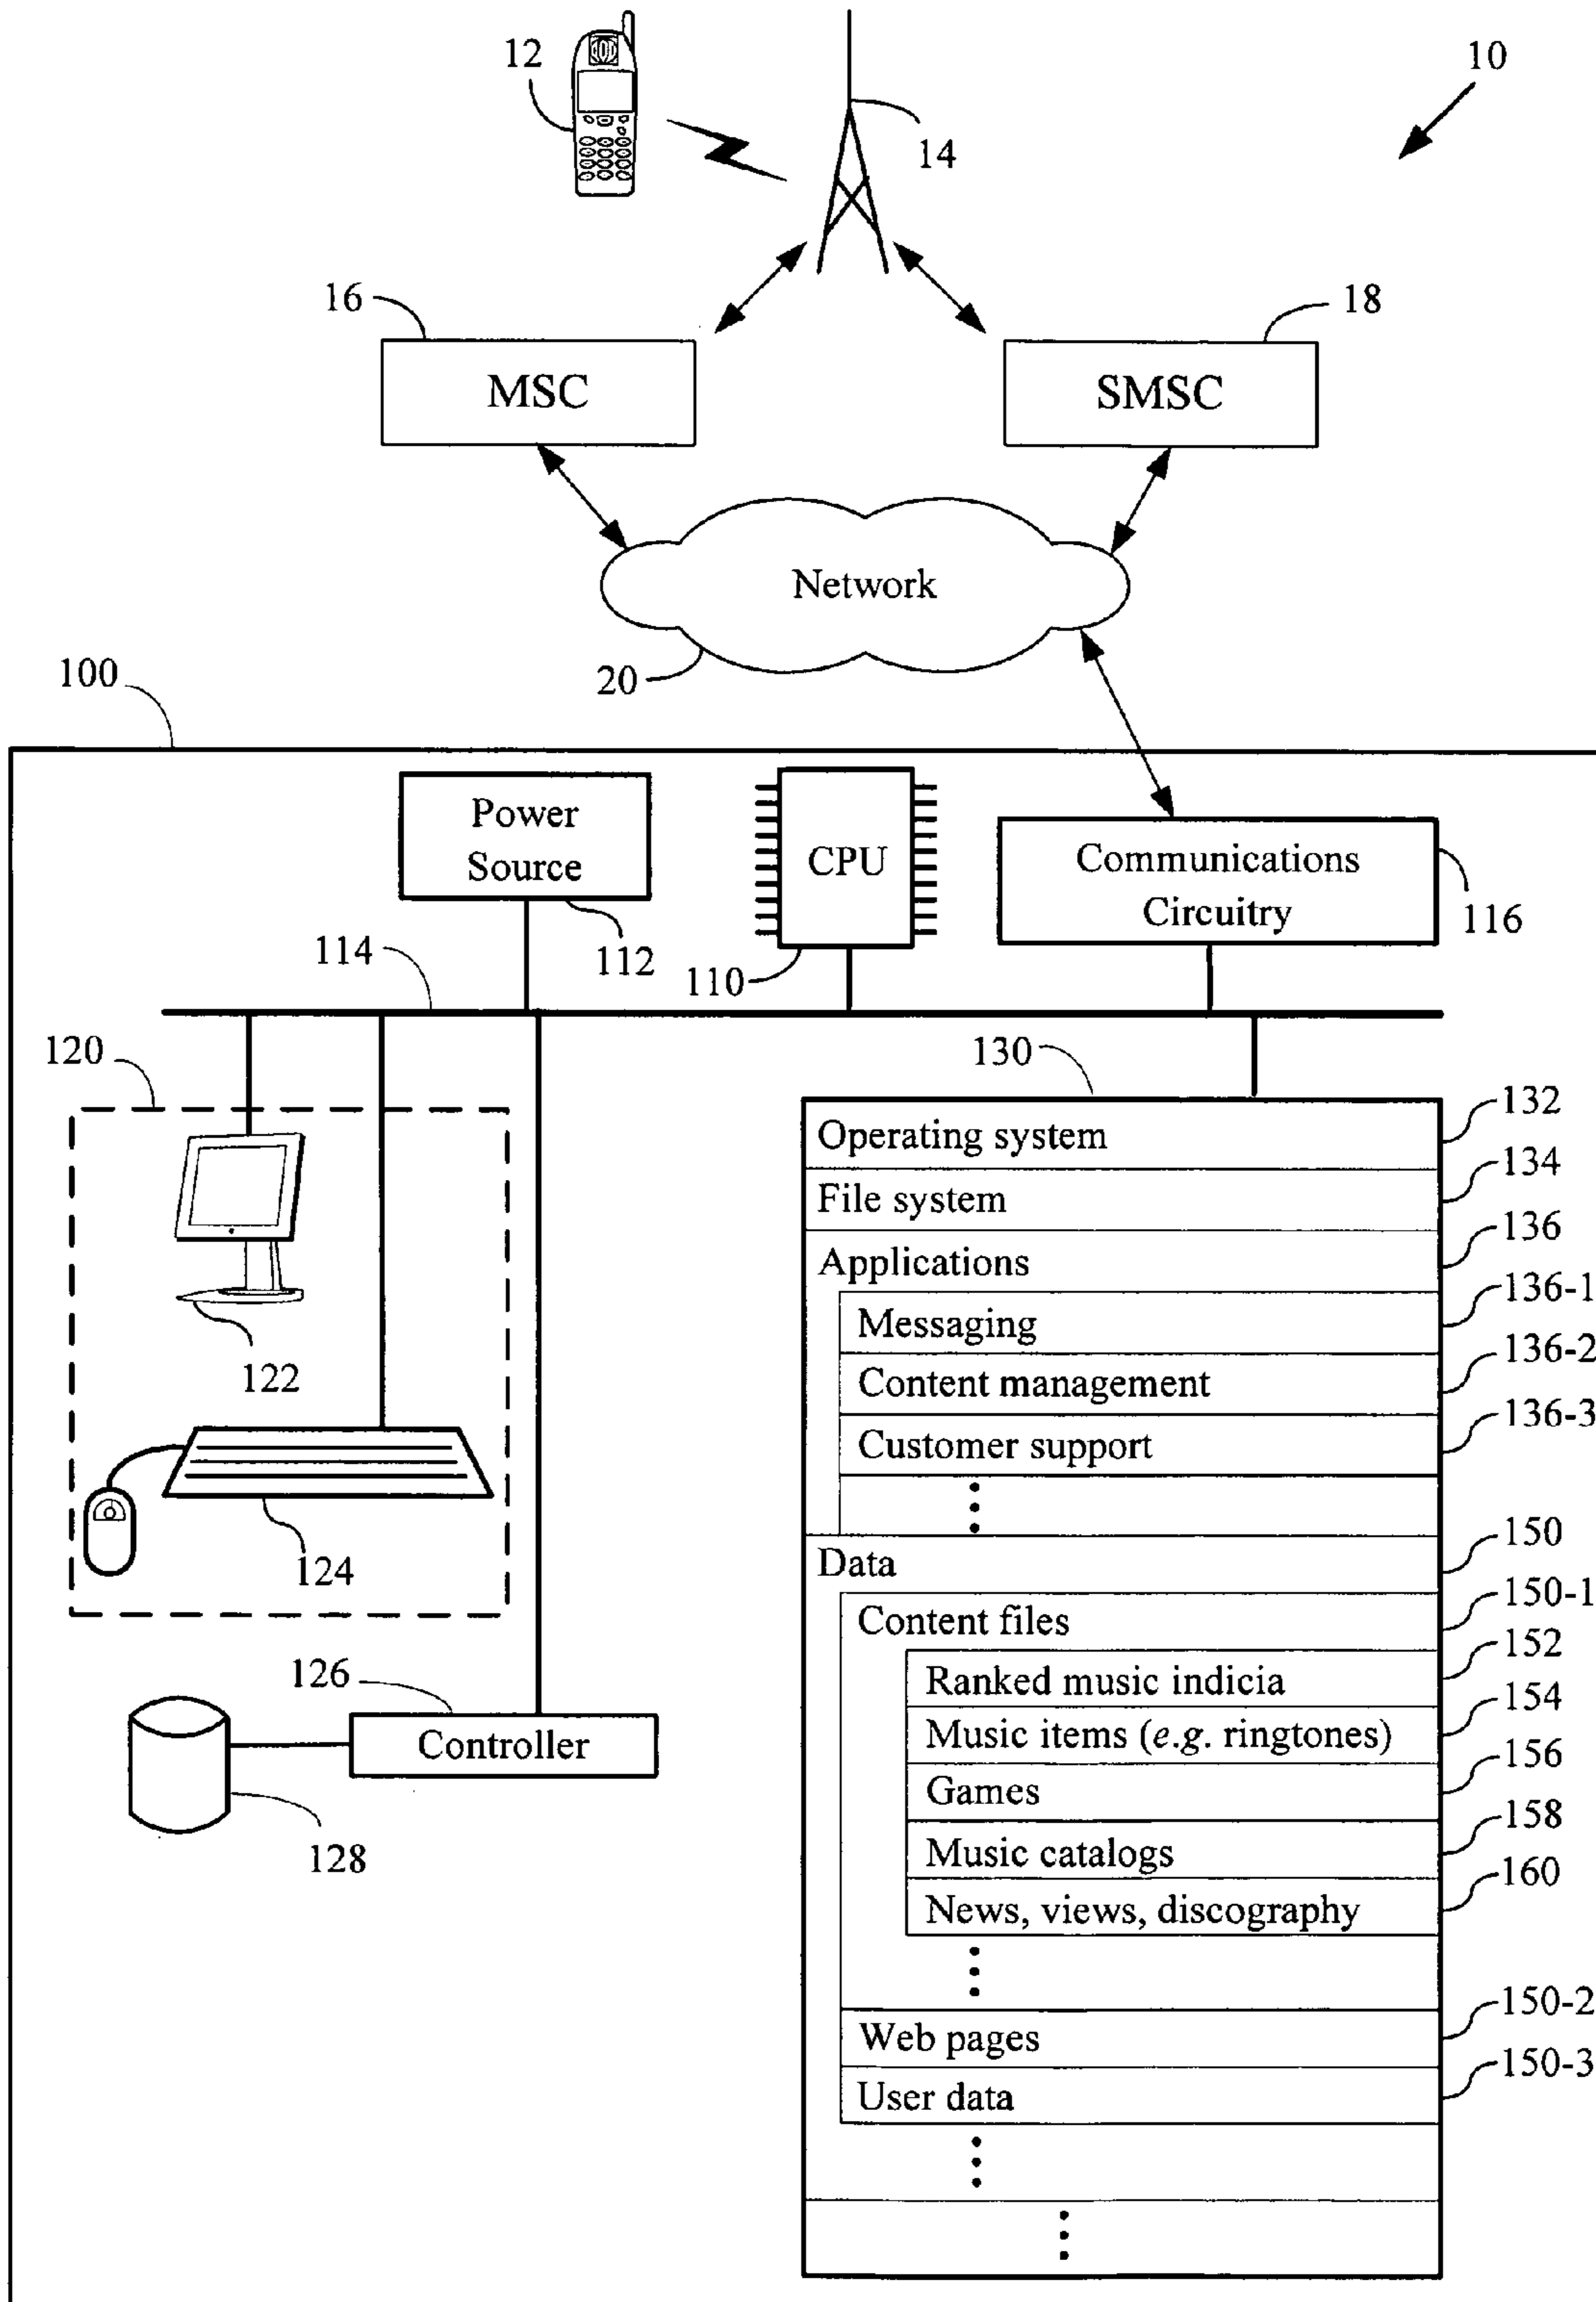 12
10
14
16
18
MSC
SMSC
Network
20
100
Power
Source
CPU
Communications
Circuitry
112
110
116
114
120
130
132
Operating system
134
File system
136
Applications
136-1
Messaging
136-2
Content management
136-3
Customer support
122
124
150
Data
150-1
Content files
152
Ranked music indicia
154
Music items (e.g. ringtones)
156
Games
158
Music catalogs
160
News, views, discography
126
Controller
128
150-2
Web pages
150-3
User data